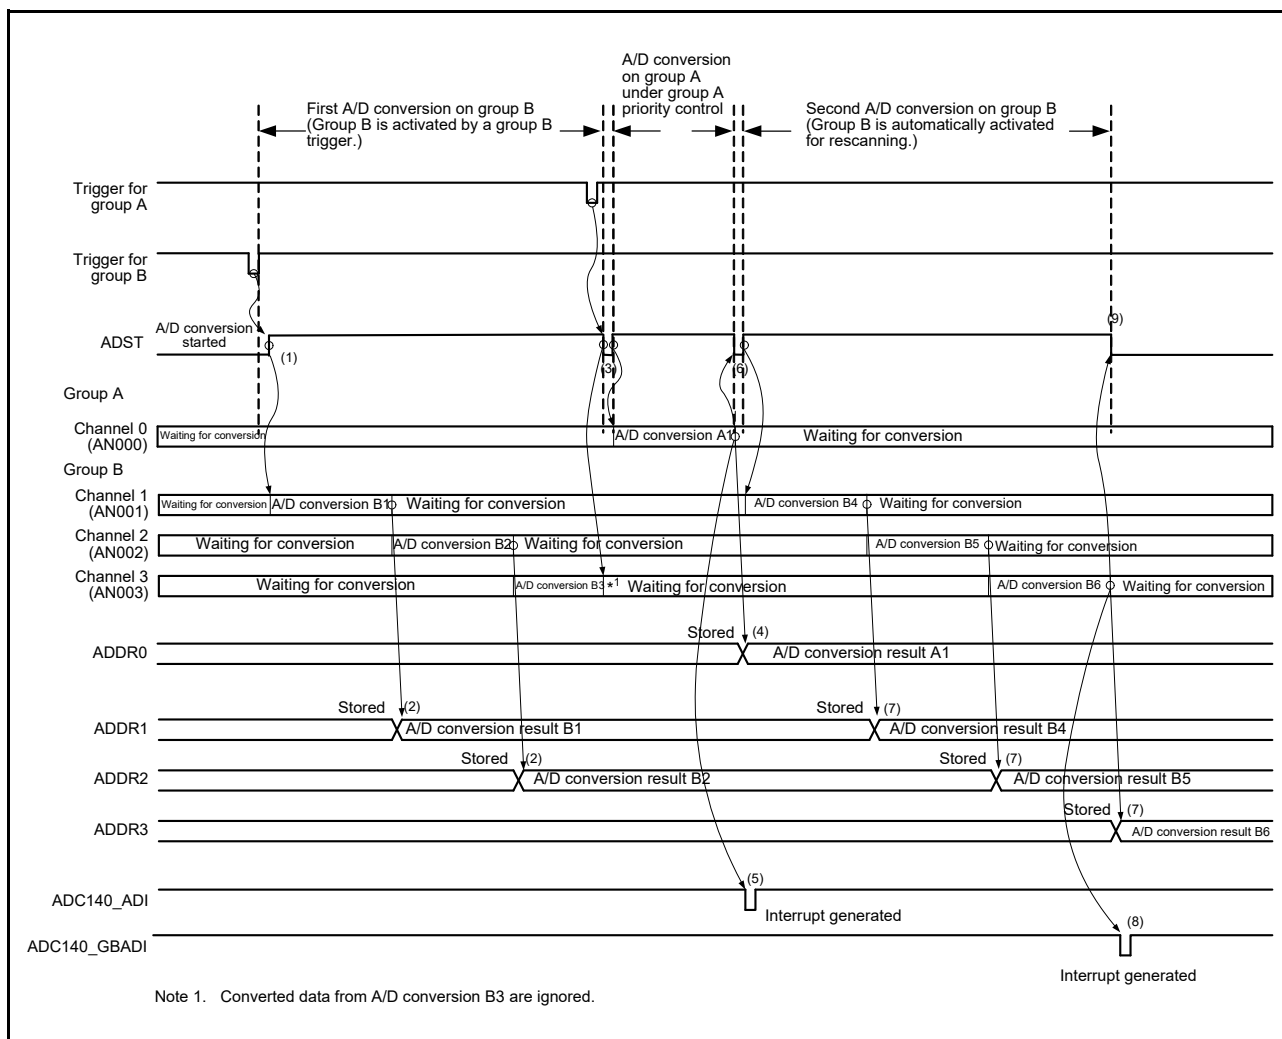 A/D conversion
on group A
under group A
priority control
First A/D conversion on group B
(Group B is activated by a group B
trigger.)
Second A/D conversion on group B
(Group B is automatically activated
for rescanning.)
Trigger for
group A
Trigger for
group B
A/D conversion
started
ADST
(1)
(3)
(6)
(9)
Group A
Channel 0
(AN000)
Waiting for conversion
A/D conversion A1
Waiting for conversion
Group B
Channel 1
(AN001)
Waiting for conversion
A/D conversion B1
Waiting for conversion
A/D conversion B4
Waiting for conversion
Channel 2
(AN002)
Waiting for conversion
A/D conversion B2
Waiting for conversion
A/D conversion B5
Waiting for conversion
Channel 3
(AN003)
Waiting for conversion
A/D conversion B3
*1
Waiting for conversion
A/D conversion B6
Waiting for conversion
Stored (4)
ADDR0
A/D conversion result A1
Stored (2)
Stored (7)
ADDR1
A/D conversion result B1
A/D conversion result B4
Stored (2)
Stored (7)
ADDR2
A/D conversion result B2
A/D conversion result B5
Stored (7)
ADDR3
A/D conversion result B6
ADC140_ADI
(5)
Interrupt generated
ADC140_GBADI
(8)
Interrupt generated
Note 1. Converted data from A/D conversion B3 are ignored.